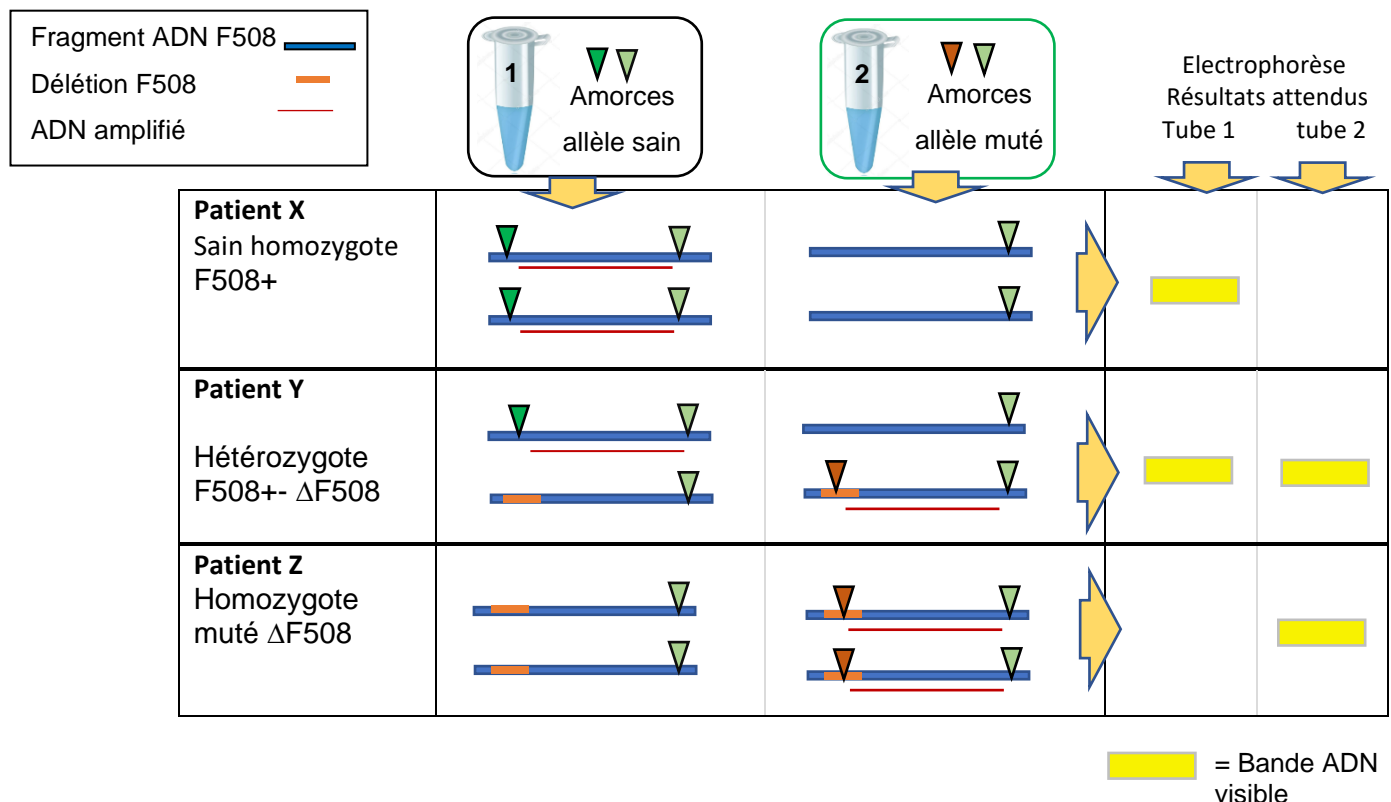 Fragment ADN F508
Délétion F508
ADN amplifié
1
Amorces
allèle sain
2
Amorces
allèle muté
Electrophorèse
Résultats attendus
Tube 1 tube 2
Patient X
Sain homozygote
F508+
Patient Y
Hétérozygote
F508+- ∆F508
Patient Z
Homozygote
muté ∆F508
= Bande ADN
visible